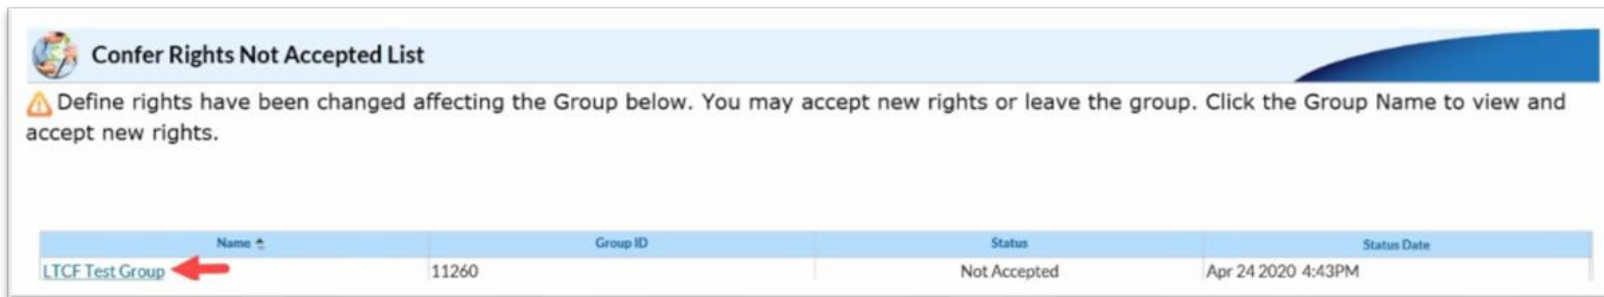 Confer Rights Not Accepted List
Define rights have been changed affecting the Group below. You may accept new rights or leave the group. Click the Group Name to view and
accept new rights.
Name Group ID Status Status Date
LTCF Test Group 11260 Not Accepted Apr 24 2020 4:43PM